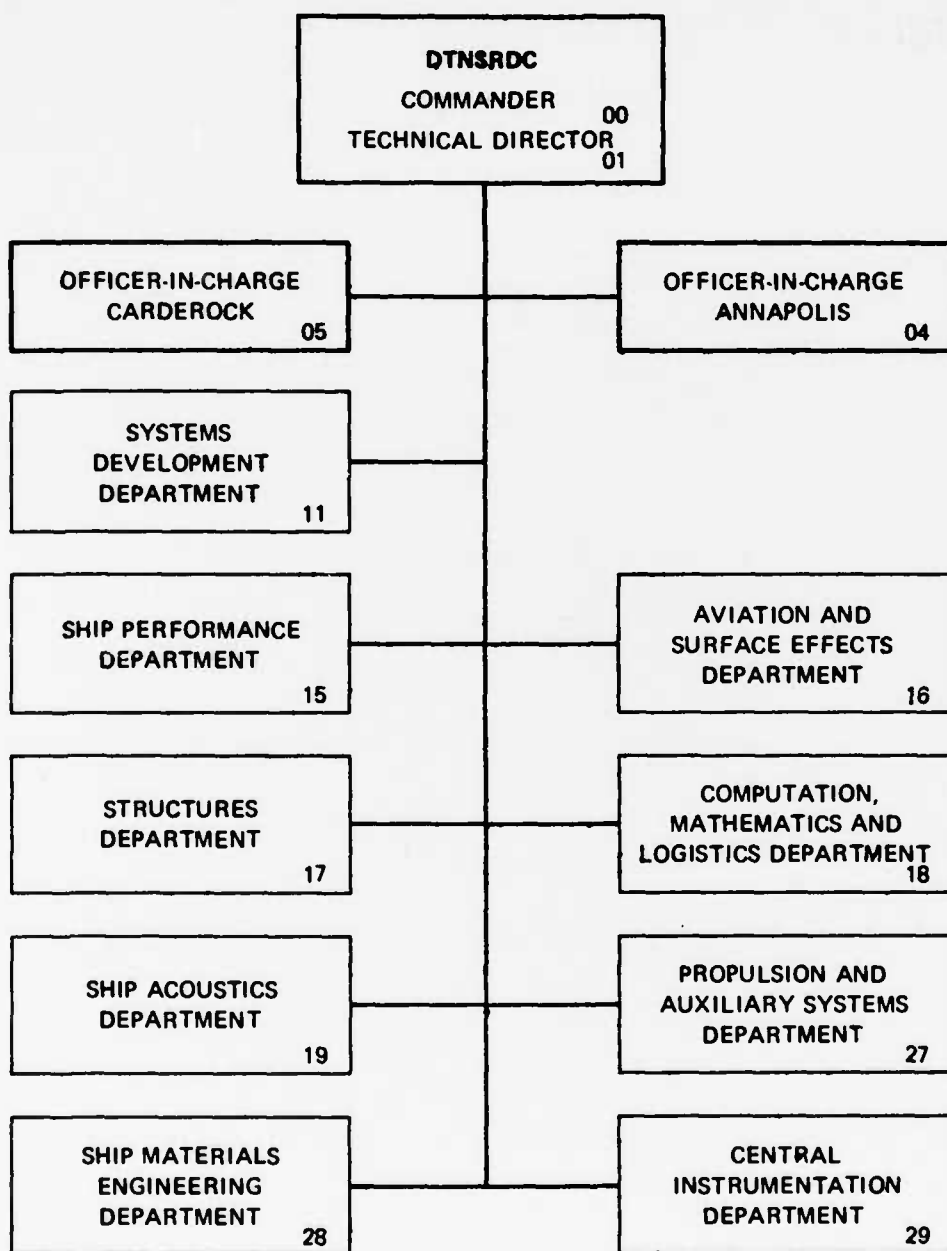 DTNSRDC
COMMANDER
00
TECHNICAL DIRECTOR
01
OFFICER-IN-CHARGE
CARDEROCK
05
OFFICER-IN-CHARGE
ANNAPOLIS
04
SYSTEMS
DEVELOPMENT
DEPARTMENT
11
SHIP PERFORMANCE
DEPARTMENT
15
AVIATION AND
SURFACE EFFECTS
DEPARTMENT
16
STRUCTURES
DEPARTMENT
17
COMPUTATION,
MATHEMATICS AND
LOGISTICS DEPARTMENT
18
SHIP ACOUSTICS
DEPARTMENT
19
PROPULSION AND
AUXILIARY SYSTEMS
DEPARTMENT
27
SHIP MATERIALS
ENGINEERING
DEPARTMENT
28
CENTRAL
INSTRUMENTATION
DEPARTMENT
29